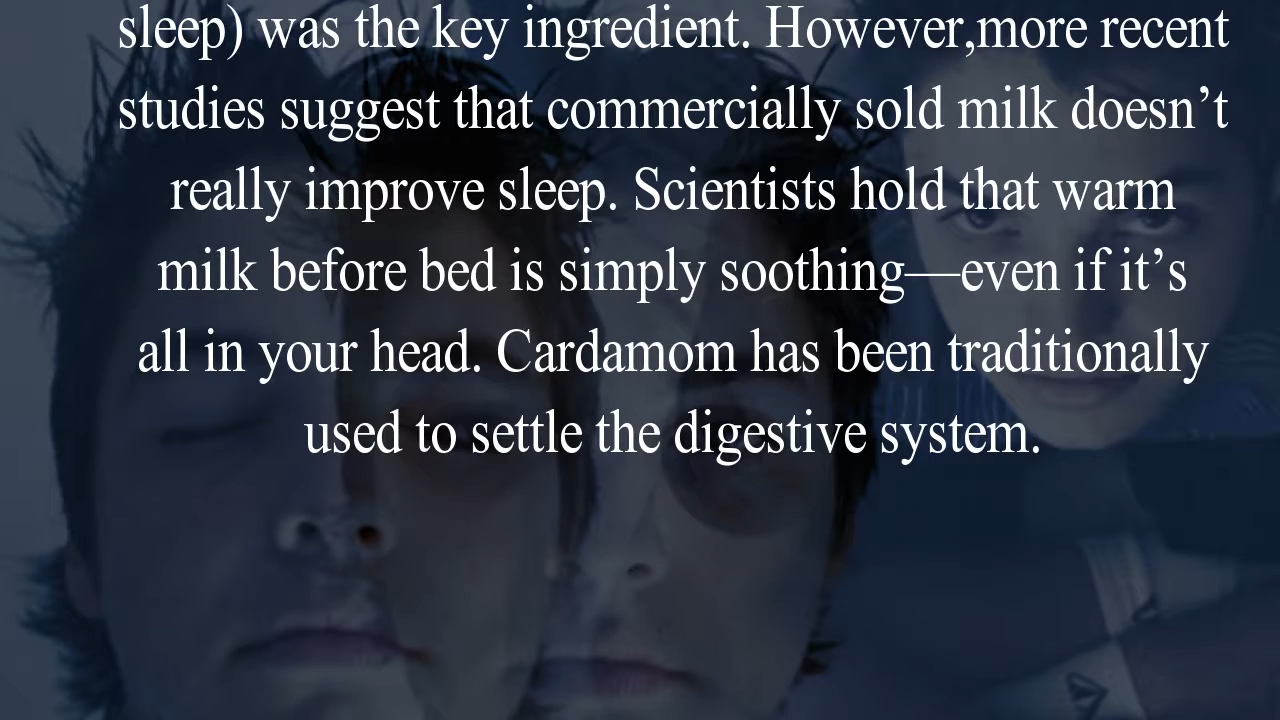 sleep) was the key ingredient. However,more recent
studies suggest that commercially sold milk doesn’t
really improve sleep. Scientists hold that warm
milk before bed is simply soothing—even if it’s
all in your head. Cardamom has been traditionally
used to settle the digestive system.